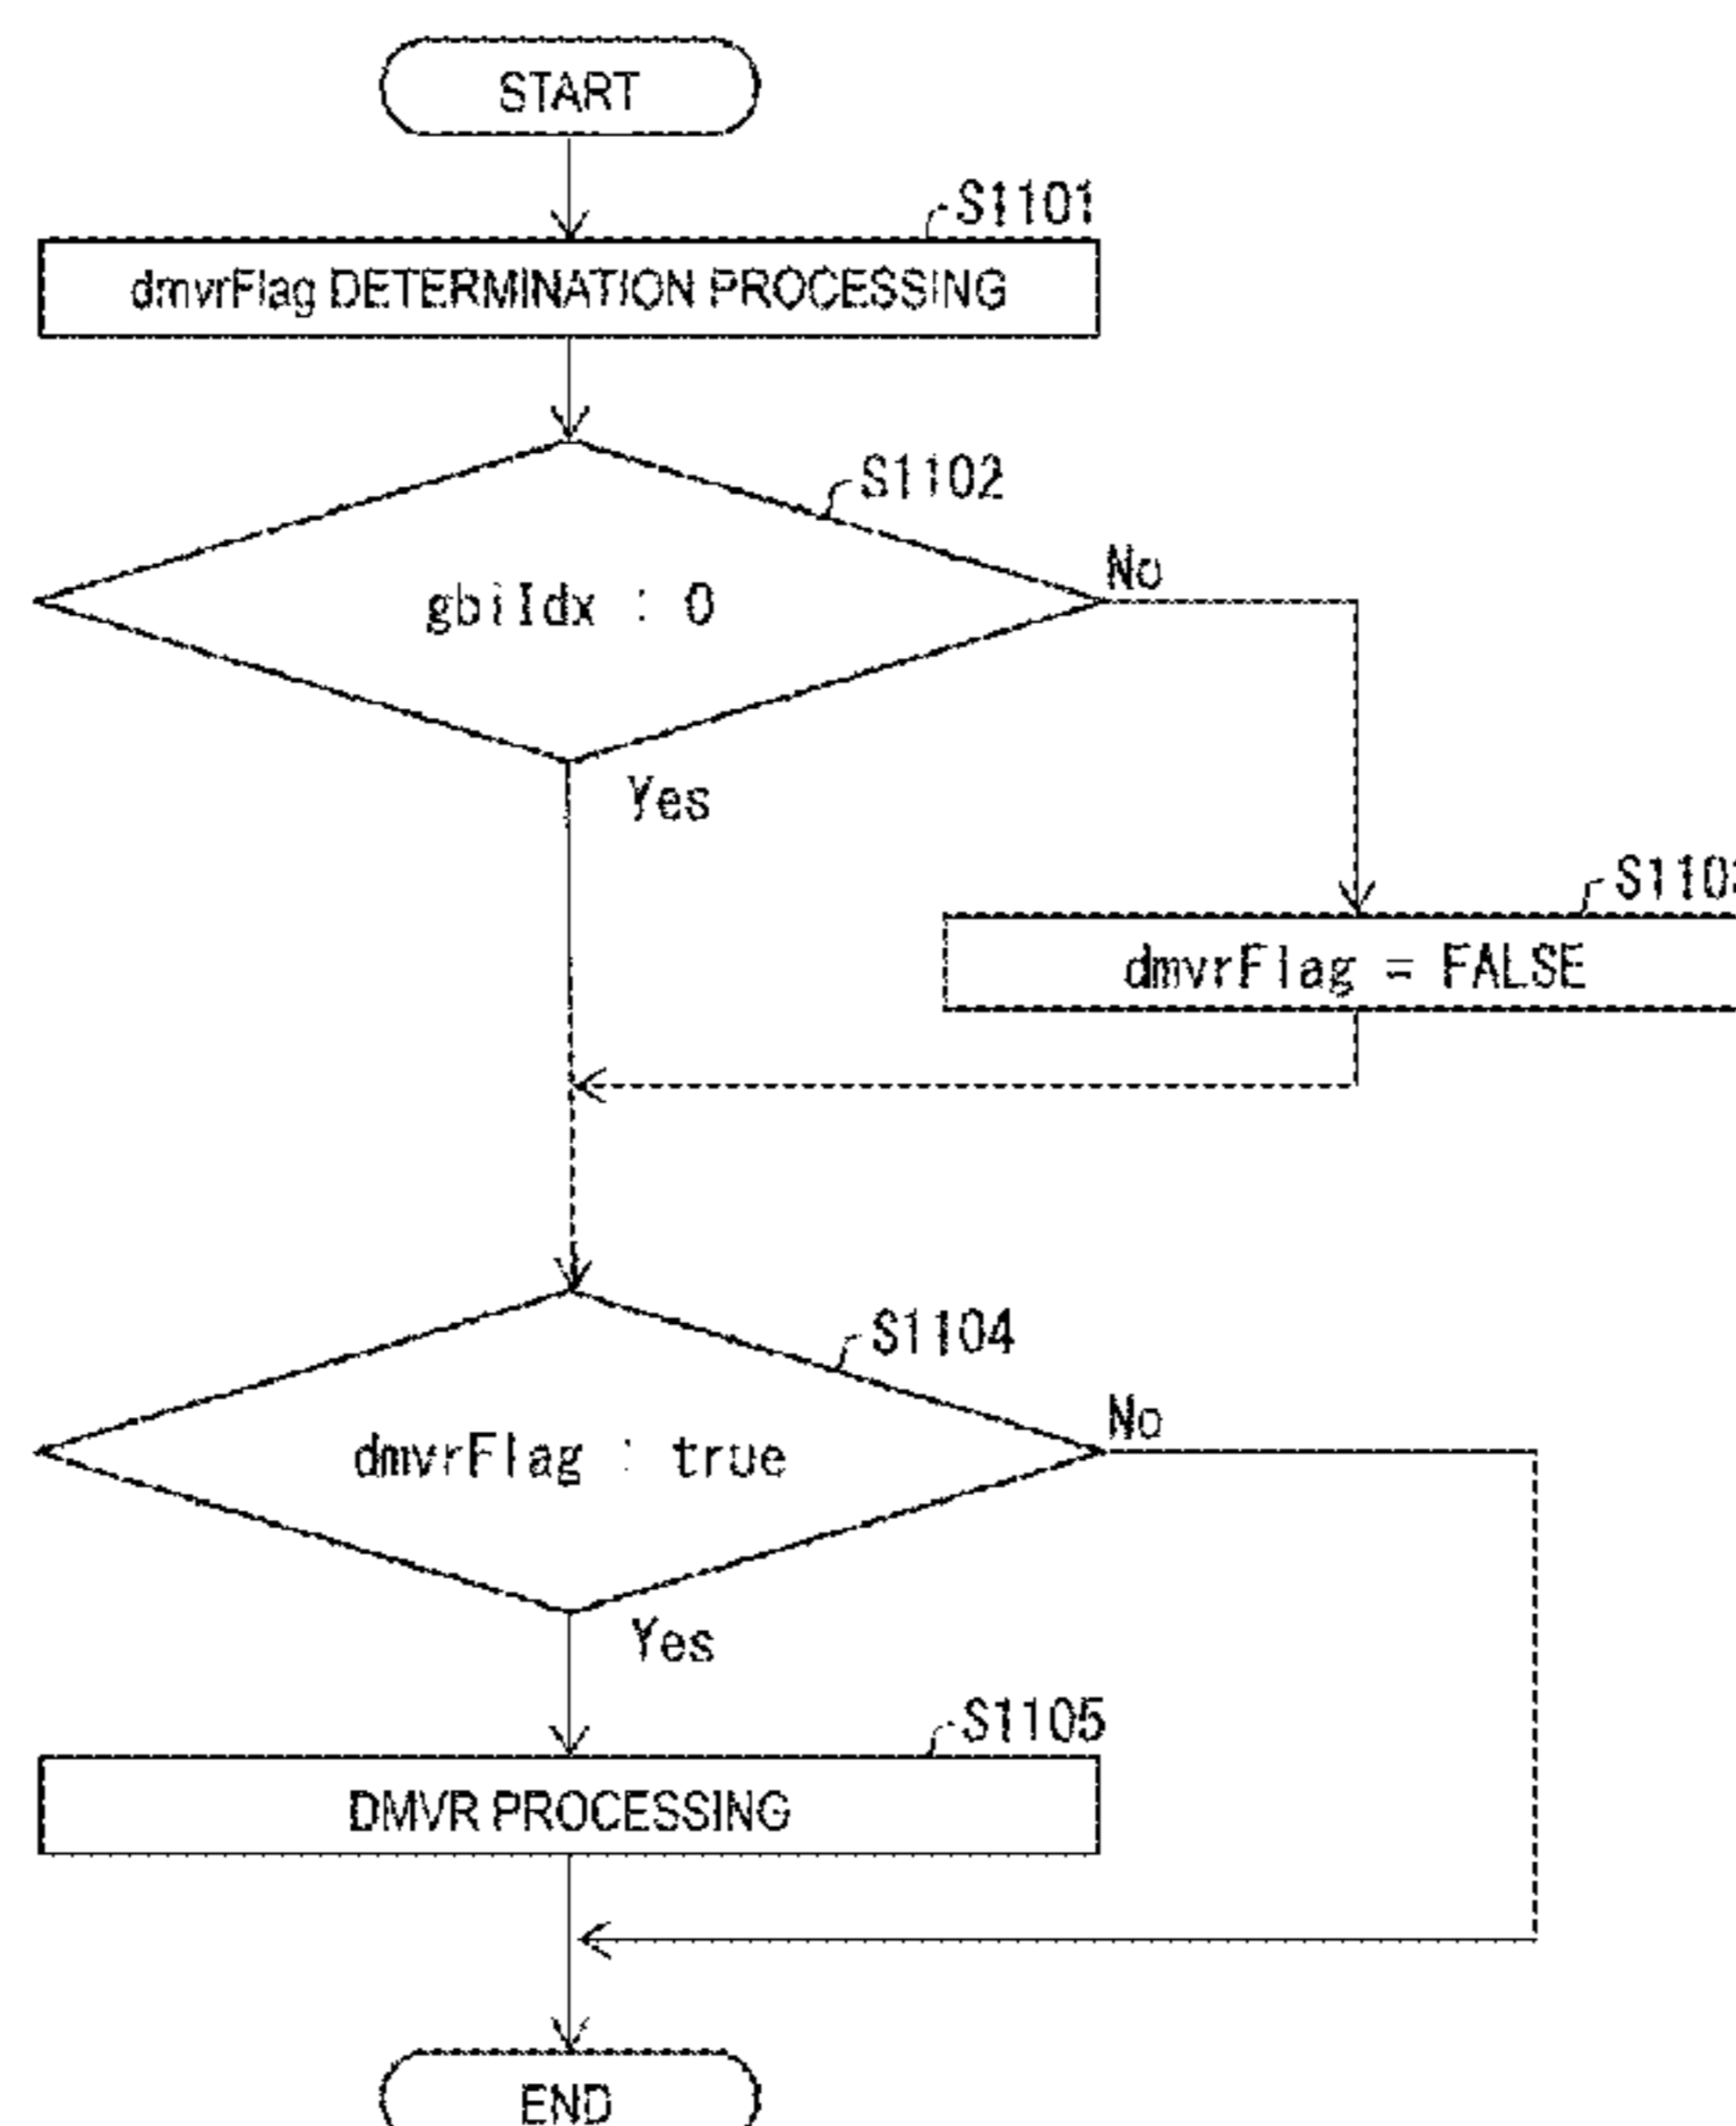 START
S1101
dmvrFlag DETERMINATION PROCESSING
S1102
gbiIdx : 0
No
Yes
S1103
dmvrFlag = FALSE
S1104
dmvrFlag : true
No
Yes
S1105
DMVR PROCESSING
END